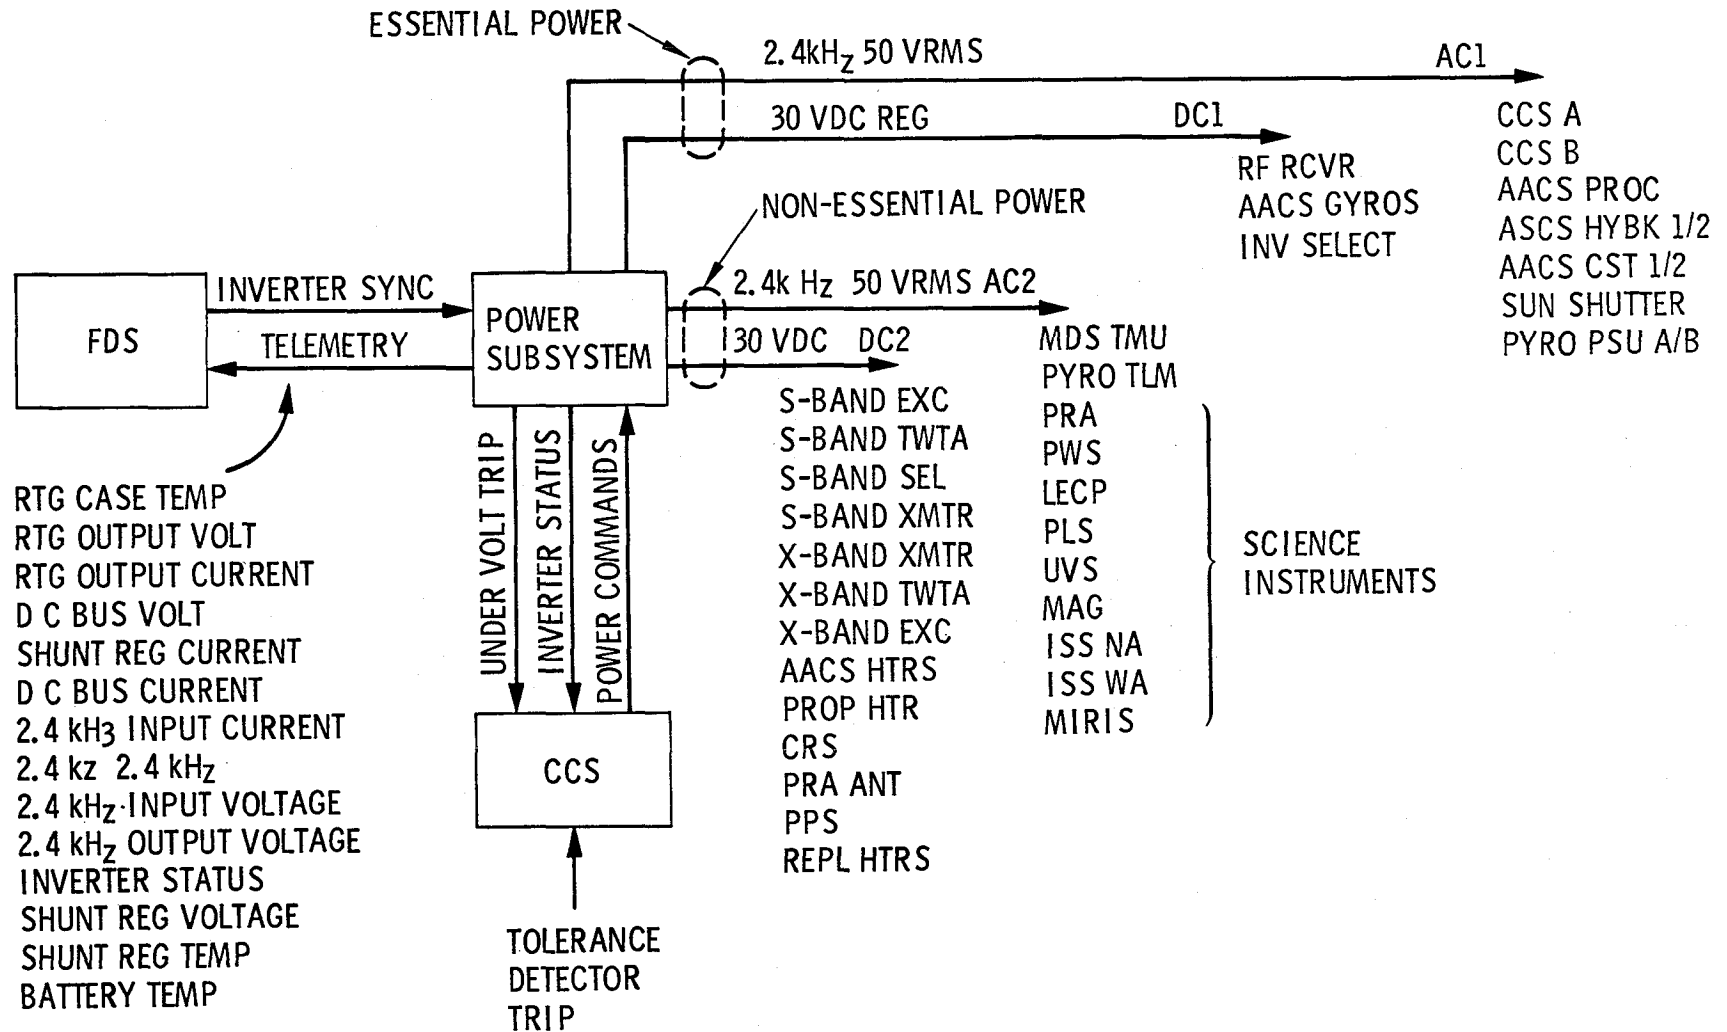 ESSENTIAL POWER
2.4kHz 50 VRMS
AC1
30 VDC REG
DC1
CCS A
CCS B
AACS PROC
ASCS HYBK 1/2
AACS CST 1/2
SUN SHUTTER
PYRO PSU A/B
RF RCVR
AACS GYROS
INV SELECT
NON-ESSENTIAL POWER
2.4k Hz 50 VRMS AC2
30 VDC DC2
FDS
INVERTER SYNC
TELEMETRY
POWER
SUBSYSTEM
MDS TMU
PYRO TLM
PRA
PWS
LECP
PLS
UVS
MAG
ISS NA
ISS WA
MIRIS
SCIENCE
INSTRUMENTS
S-BAND EXC
S-BAND TWTA
S-BAND SEL
S-BAND XMTR
X-BAND XMTR
X-BAND TWTA
X-BAND EXC
AACS HTRS
PROP HTR
CRS
PRA ANT
PPS
REPL HTRS
UNDER VOLT TRIP
INVERTER STATUS
POWER COMMANDS
RTG CASE TEMP
RTG OUTPUT VOLT
RTG OUTPUT CURRENT
D C BUS VOLT
SHUNT REG CURRENT
D C BUS CURRENT
2.4 kH3 INPUT CURRENT
2.4 kz 2.4 kHz
2.4 kHz·INPUT VOLTAGE
2.4 kHz OUTPUT VOLTAGE
INVERTER STATUS
SHUNT REG VOLTAGE
SHUNT REG TEMP
BATTERY TEMP
CCS
TOLERANCE
DETECTOR
TRIP